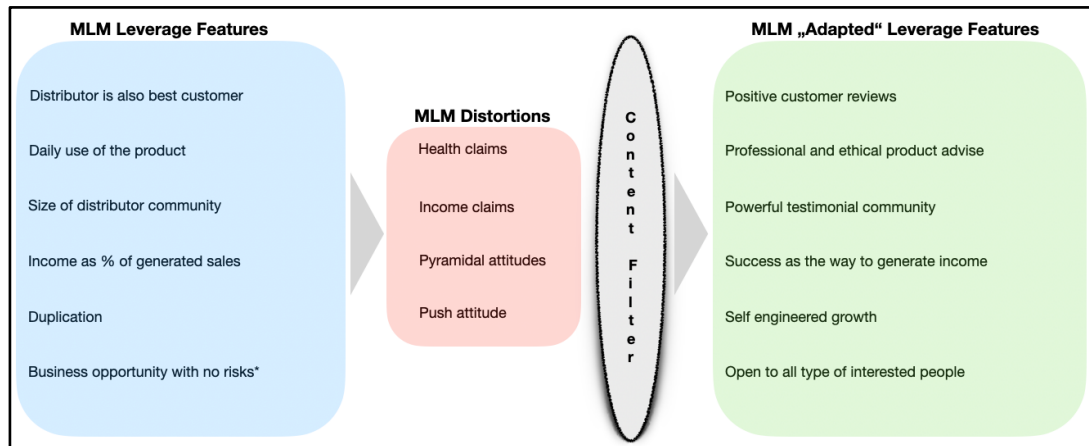 MLM Leverage Features
Distributor is also best customer
Daily use of the product
Size of distributor community
Income as % of generated sales
Duplication
Business opportunity with no risks*
MLM Distortions
Health claims
Income claims
Pyramidal attitudes
Push attitude
Content Filter
MLM „Adapted“ Leverage Features
Positive customer reviews
Professional and ethical product advise
Powerful testimonial community
Success as the way to generate income
Self engineered growth
Open to all type of interested people